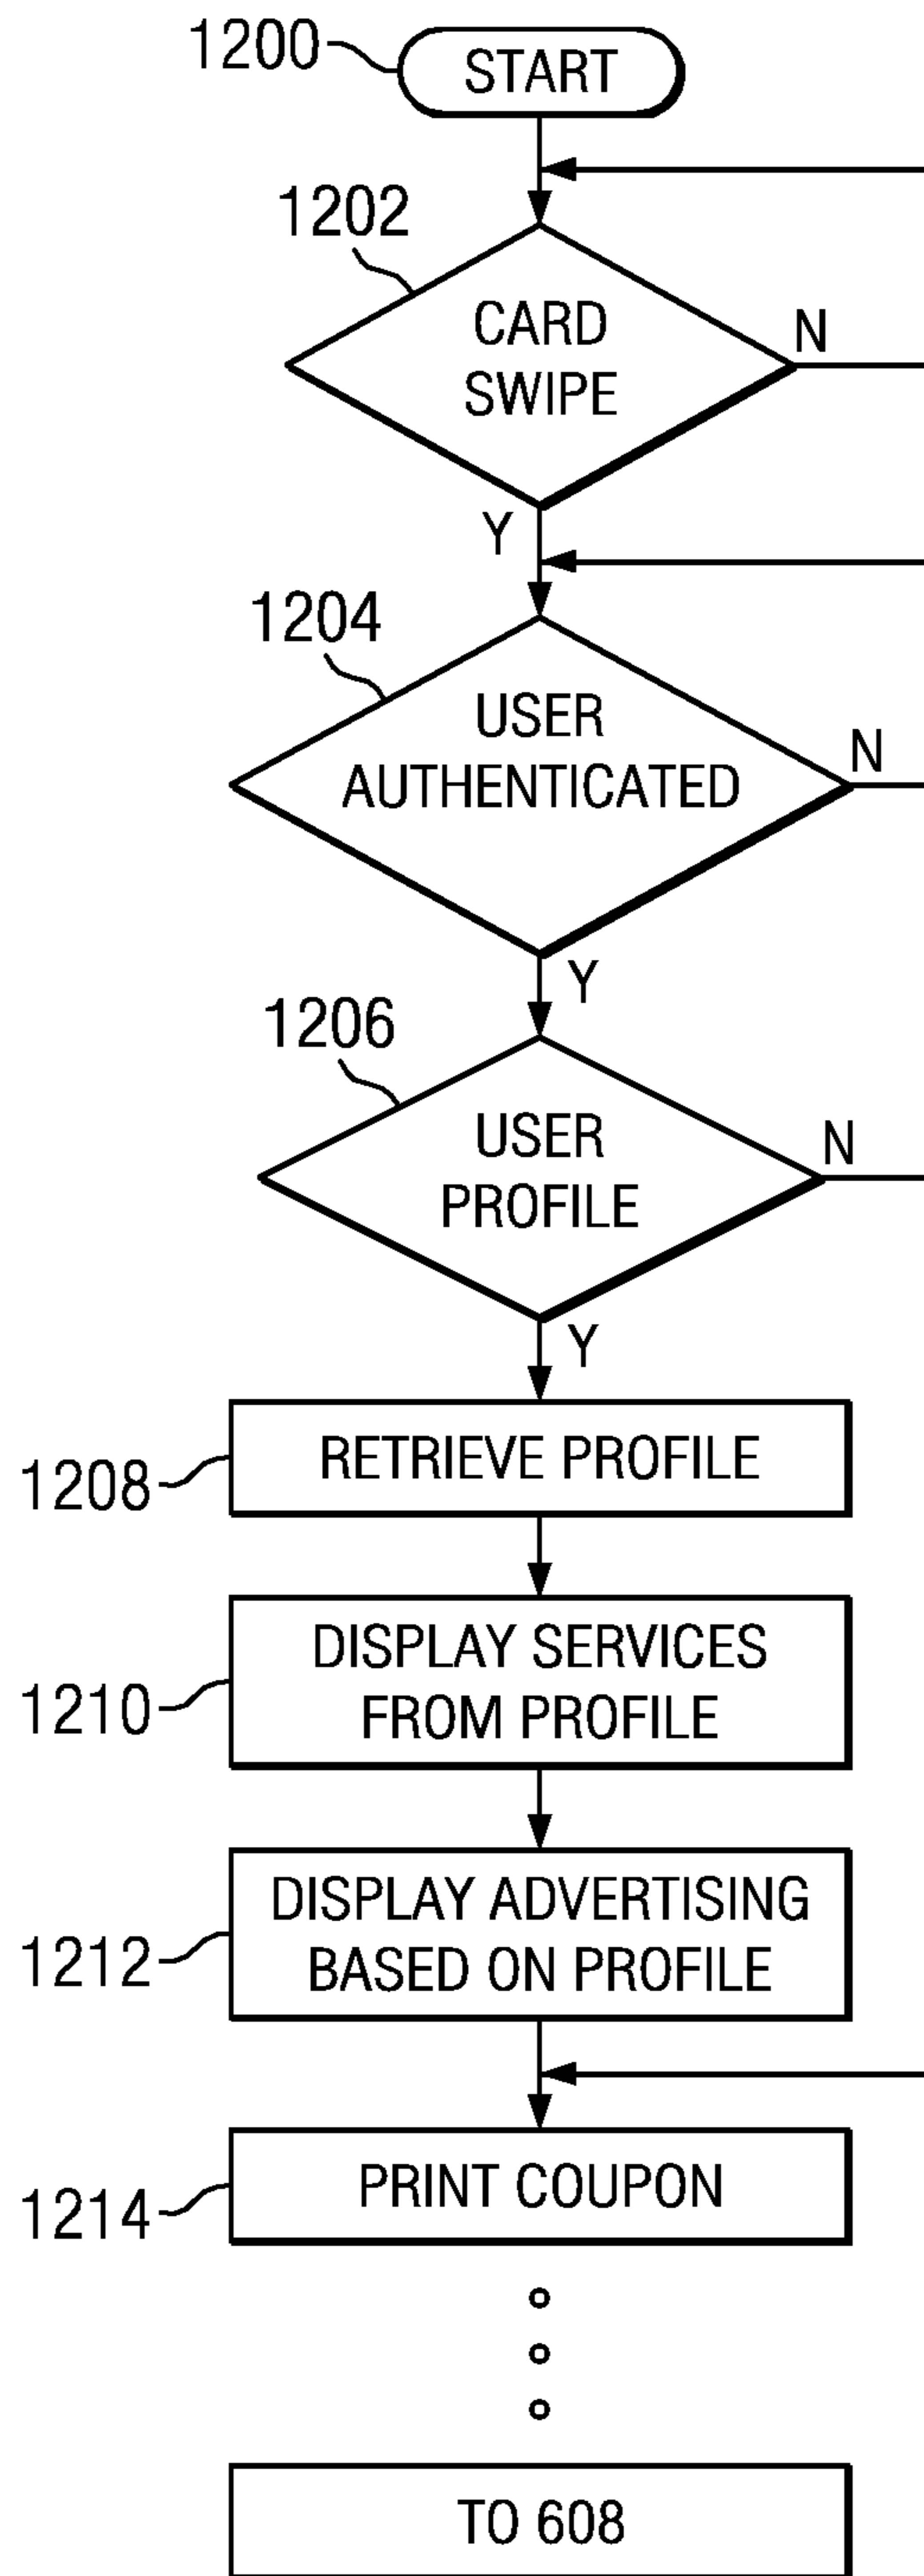 1200
START
1202
CARD
SWIPE
N
Y
1204
USER
AUTHENTICATED
N
Y
1206
USER
PROFILE
N
Y
1208
RETRIEVE PROFILE
1210
DISPLAY SERVICES
FROM PROFILE
1212
DISPLAY ADVERTISING
BASED ON PROFILE
1214
PRINT COUPON
TO 608